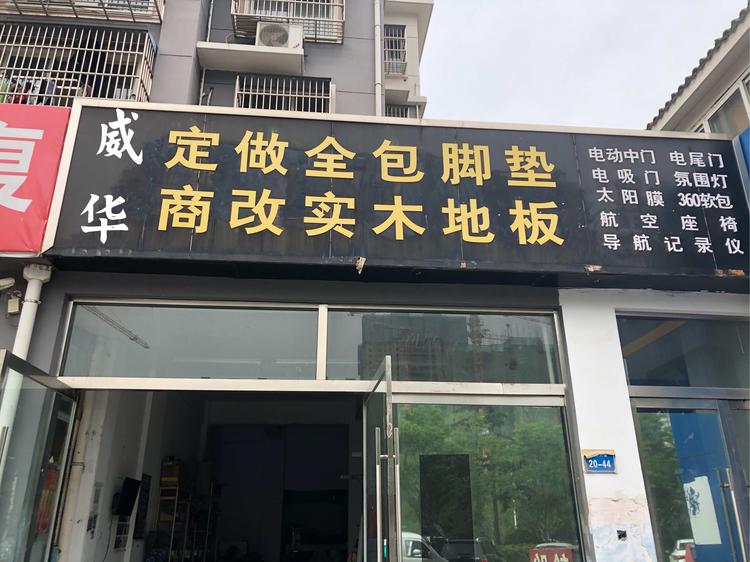 复
威华
定做全包脚垫
商改实木地板
电动中门 电尾门
电吸门 氛围灯
太阳膜 360软包
航空座椅
导航记录仪
20-44